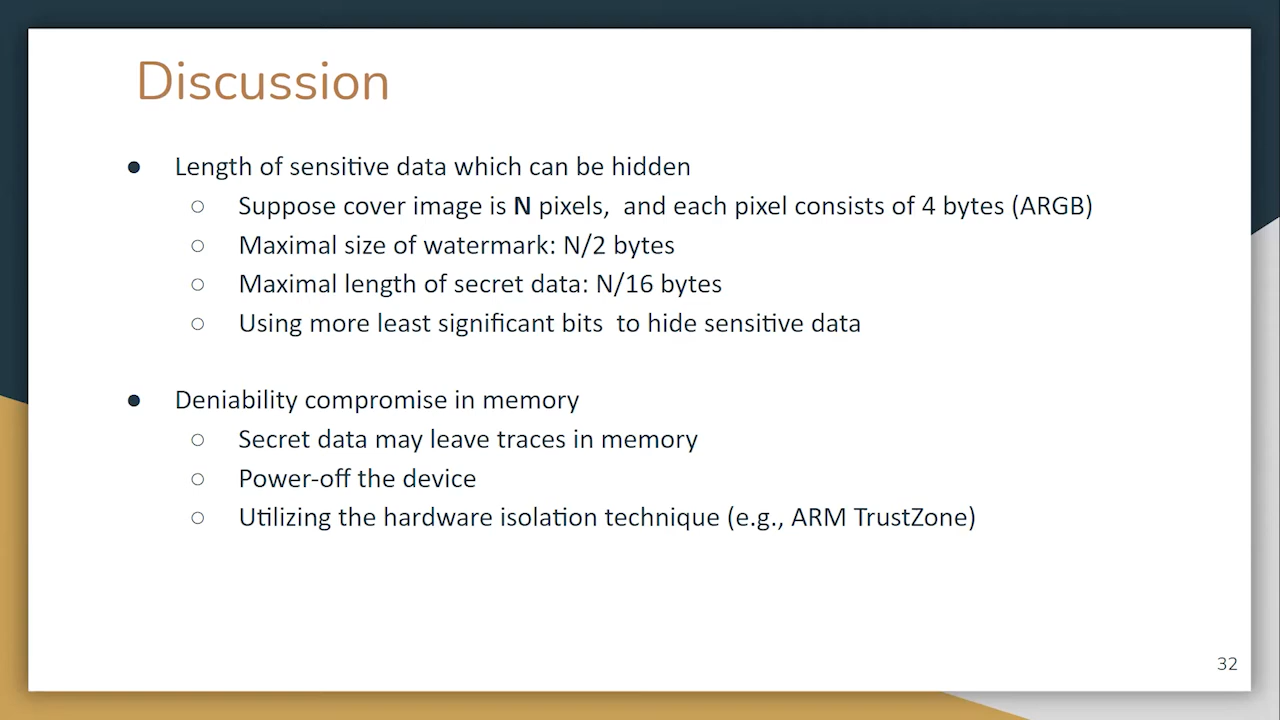 Discussion
● Length of sensitive data which can be hidden
○ Suppose cover image is N pixels, and each pixel consists of 4 bytes (ARGB)
○ Maximal size of watermark: N/2 bytes
○ Maximal length of secret data: N/16 bytes
○ Using more least significant bits to hide sensitive data
● Deniability compromise in memory
○ Secret data may leave traces in memory
○ Power-off the device
○ Utilizing the hardware isolation technique (e.g., ARM TrustZone)
32